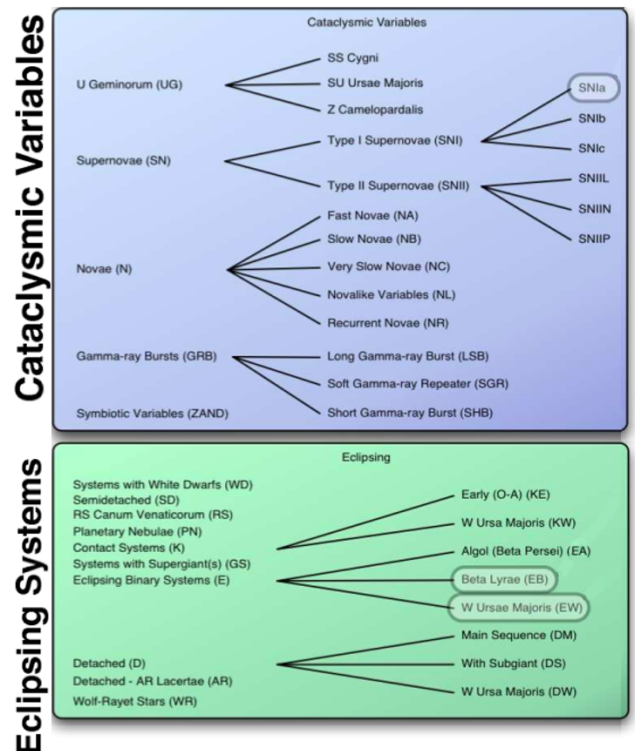 Cataclysmic Variables
Cataclysmic Variables
U Geminorum (UG)
SS Cygni
SU Ursae Majoris
Z Camelopardalis
Supernovae (SN)
Type I Supernovae (SNI)
SNIa
SNIb
SNIc
Type II Supernovae (SNII)
SNIIL
SNIIN
SNIIP
Novae (N)
Fast Novae (NA)
Slow Novae (NB)
Very Slow Novae (NC)
Novalike Variables (NL)
Recurrent Novae (NR)
Gamma-ray Bursts (GRB)
Long Gamma-ray Burst (LSB)
Soft Gamma-ray Repeater (SGR)
Short Gamma-ray Burst (SHB)
Symbiotic Variables (ZAND)
Eclipsing Systems
Eclipsing
Systems with White Dwarfs (WD)
Semidetached (SD)
RS Canum Venaticorum (RS)
Planetary Nebulae (PN)
Contact Systems (K)
Early (O-A) (KE)
W Ursa Majoris (KW)
Systems with Supergiant(s) (GS)
Eclipsing Binary Systems (E)
Algol (Beta Persei) (EA)
Beta Lyrae (EB)
W Ursae Majoris (EW)
Detached (D)
Main Sequence (DM)
With Subgiant (DS)
W Ursa Majoris (DW)
Detached - AR Lacertae (AR)
Wolf-Rayet Stars (WR)